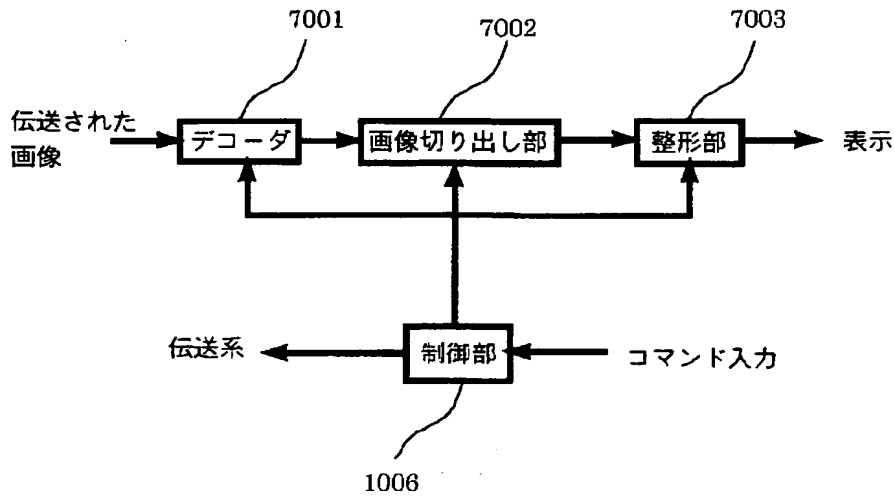 7001
7002
7003
伝送された
画像
デコーダ
画像切り出し部
整形部
表示
伝送系
制御部
コマンド入力
1006